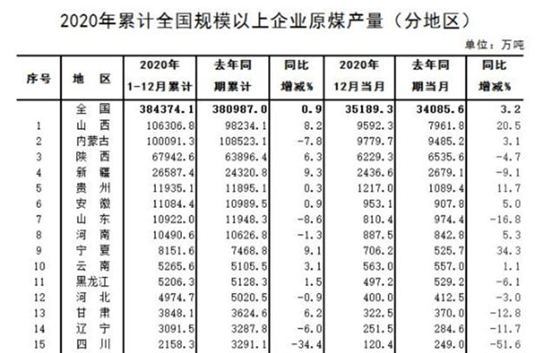 2020年累计全国规模以上企业原煤产量（分地区）
单位：万吨
序号 地 区 2020年1-12月累计 去年同期累计 同比增减% 2020年12月当月 去年同期当月 同比增减%
全 国 384374.1 380987.0 0.9 35189.3 34085.6 3.2
1 山 西 106306.8 98234.1 8.2 9592.3 7961.8 20.5
2 内蒙古 100091.3 108523.1 -7.8 9779.7 9485.2 3.1
3 陕 西 67942.6 63896.4 6.3 6229.3 6535.6 -4.7
4 新 疆 26587.4 24320.8 9.3 2436.6 2679.1 -9.1
5 贵 州 11935.1 11895.1 0.3 1217.0 1089.4 11.7
6 安 徽 11084.4 10989.5 0.9 953.1 907.8 5.0
7 山 东 10922.0 11948.3 -8.6 810.4 974.4 -16.8
8 河 南 10490.6 10626.8 -1.3 887.5 842.8 5.3
9 宁 夏 8151.6 7468.8 9.1 706.2 525.7 34.3
10 云 南 5265.6 5105.5 3.1 563.0 557.0 1.1
11 黑龙江 5206.3 5128.3 1.5 497.2 529.2 -6.1
12 河 北 4974.7 5020.5 -0.9 400.0 412.5 -3.0
13 甘 肃 3848.1 3624.6 6.2 322.5 370.0 -12.8
14 辽 宁 3091.5 3287.8 -6.0 251.5 284.6 -11.7
15 四 川 2158.3 3291.1 -34.4 120.4 249.0 -51.6